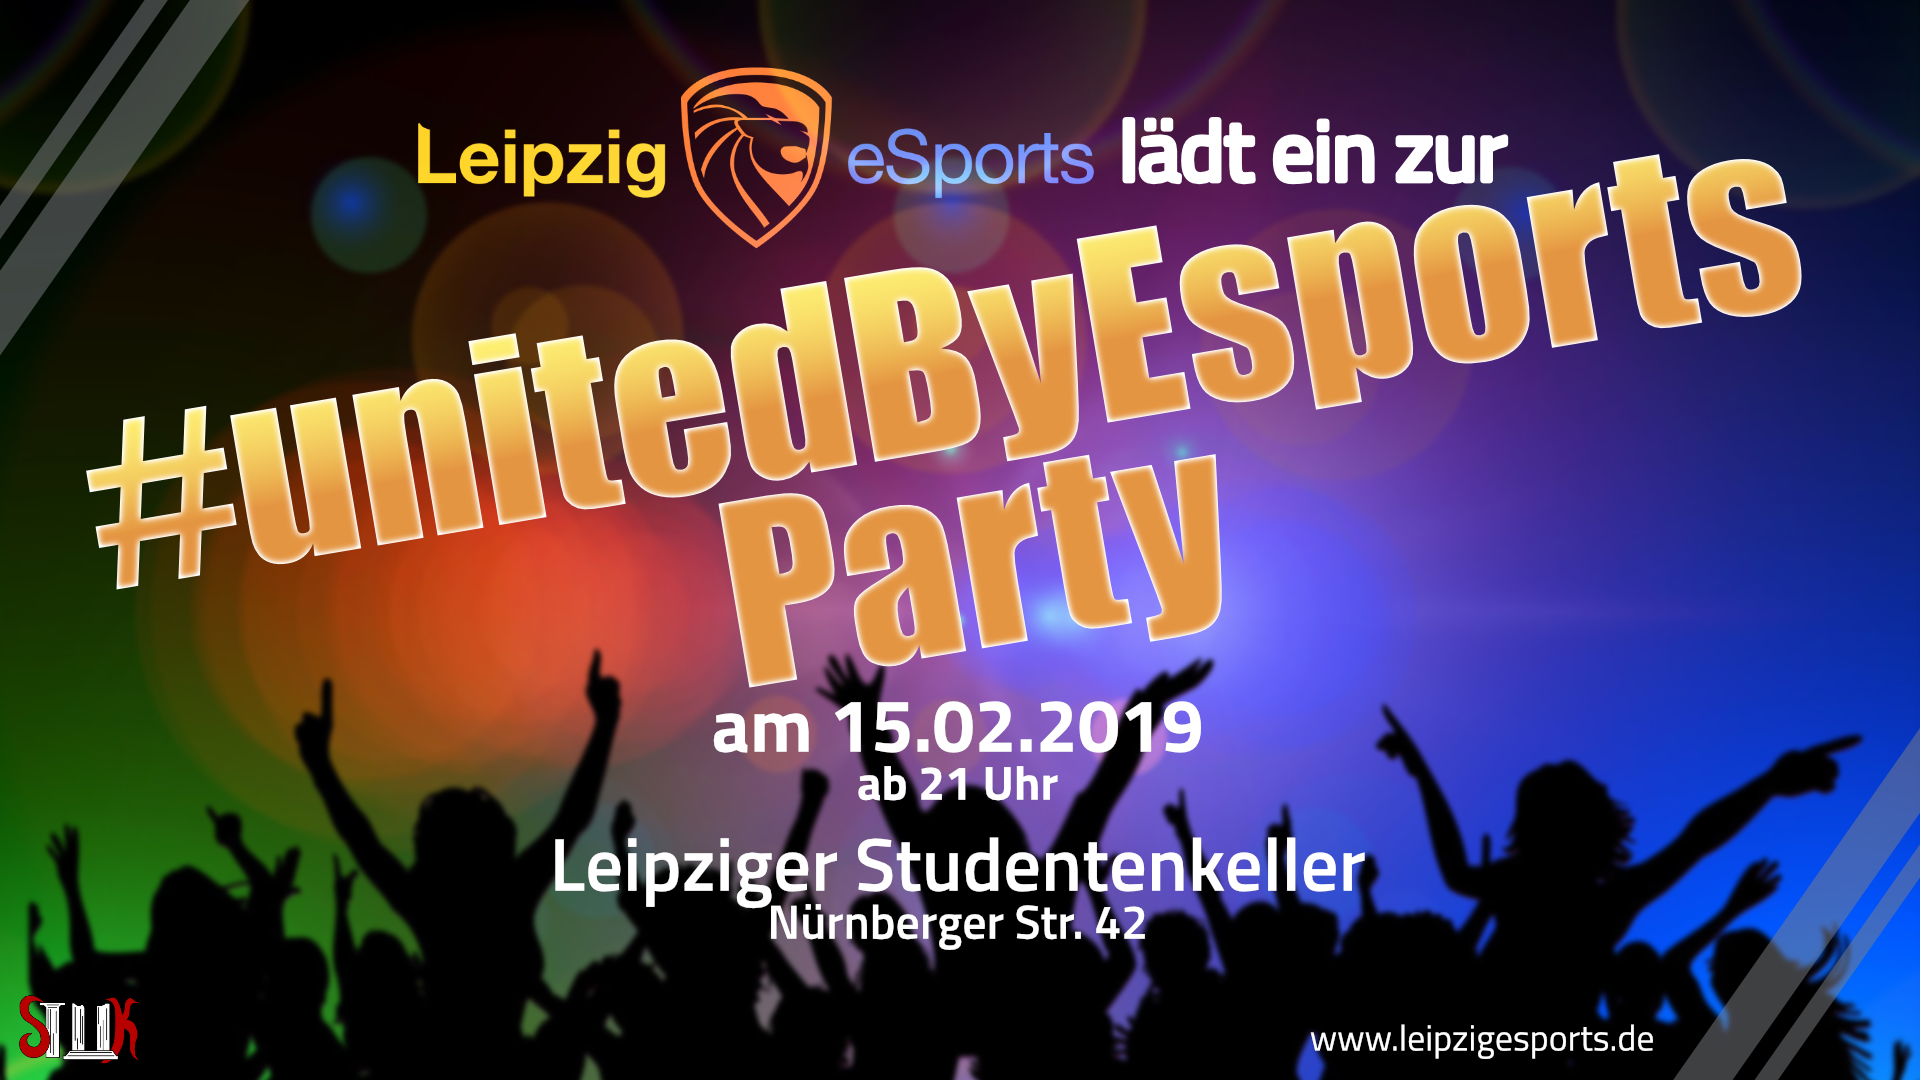 Leipzig eSports lädt ein zur
#unitedByEsports
Party
am 15.02.2019
ab 21 Uhr
Leipziger Studentenkeller
Nürnberger Str. 42
STUK
www.leipzigesports.de